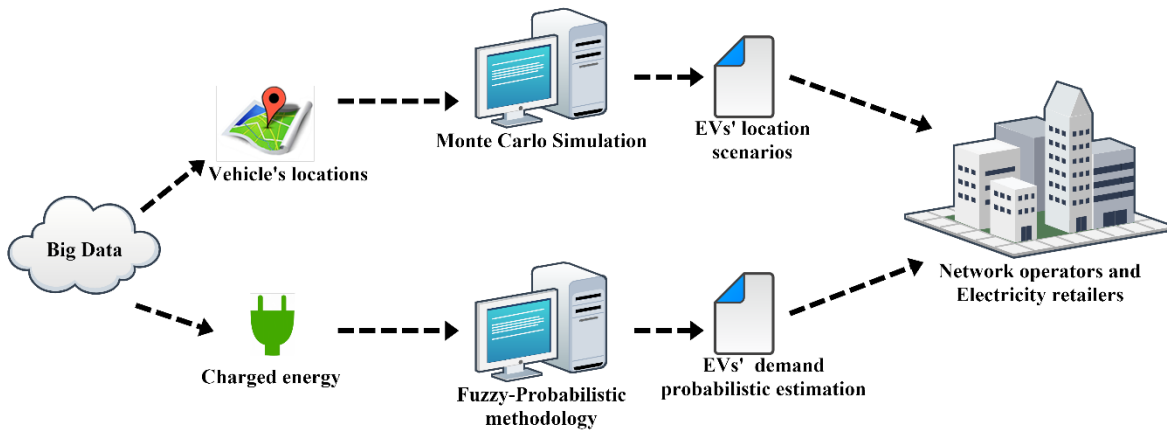 Vehicle's locations
Monte Carlo Simulation
EVs' location
scenarios
Big Data
Network operators and
Electricity retailers
Charged energy
Fuzzy-Probabilistic
methodology
EVs' demand
probabilistic estimation